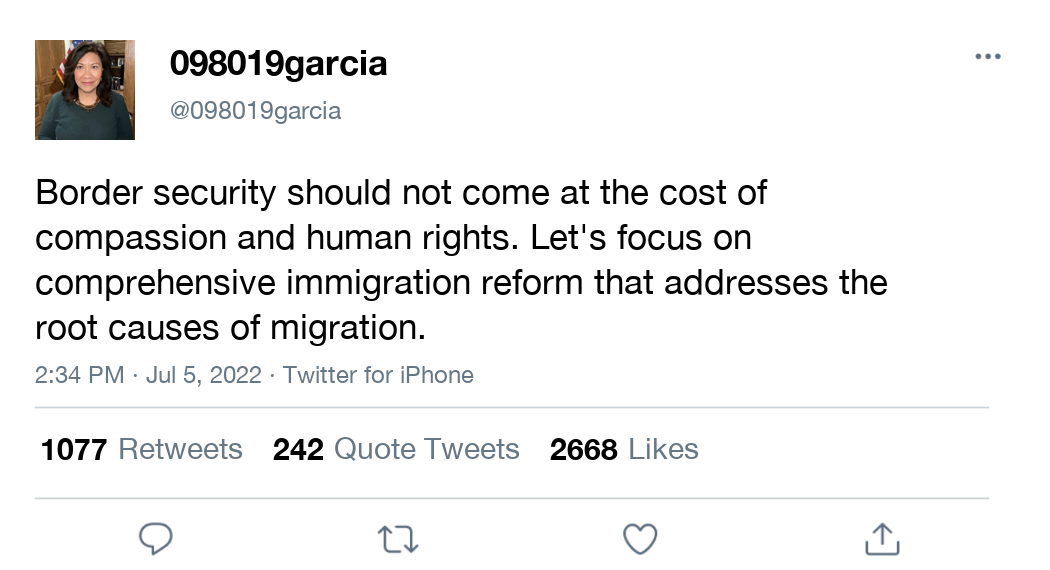 098019garcia
@098019garcia
Border security should not come at the cost of
compassion and human rights. Let's focus on
comprehensive immigration reform that addresses the
root causes of migration.
2:34 PM · Jul 5, 2022 · Twitter for iPhone
1077 Retweets 242 Quote Tweets 2668 Likes